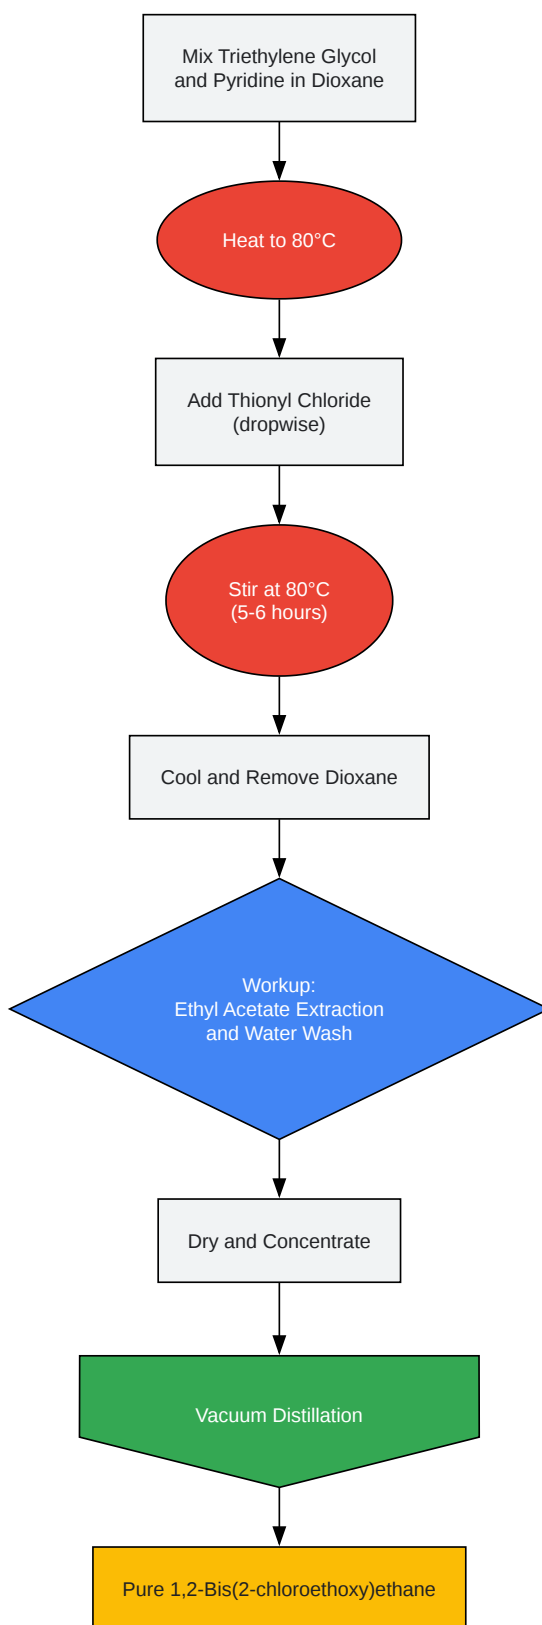 Mix Triethylene Glycol
and Pyridine in Dioxane
Heat to 80°C
Add Thionyl Chloride
(dropwise)
Stir at 80°C
(5-6 hours)
Cool and Remove Dioxane
Workup:
Ethyl Acetate Extraction
and Water Wash
Dry and Concentrate
Vacuum Distillation
Pure 1,2-Bis(2-chloroethoxy)ethane